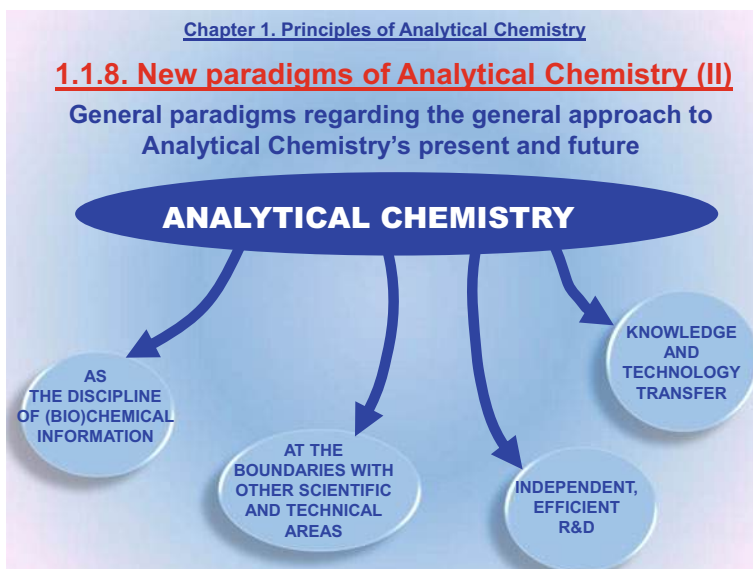 Chapter 1. Principles of Analytical Chemistry
1.1.8. New paradigms of Analytical Chemistry (II)
General paradigms regarding the general approach to
Analytical Chemistry’s present and future
ANALYTICAL CHEMISTRY
AS
THE DISCIPLINE
OF (BIO)CHEMICAL
INFORMATION
AT THE
BOUNDARIES WITH
OTHER SCIENTIFIC
AND TECHNICAL
AREAS
INDEPENDENT,
EFFICIENT
R&D
KNOWLEDGE
AND
TECHNOLOGY
TRANSFER